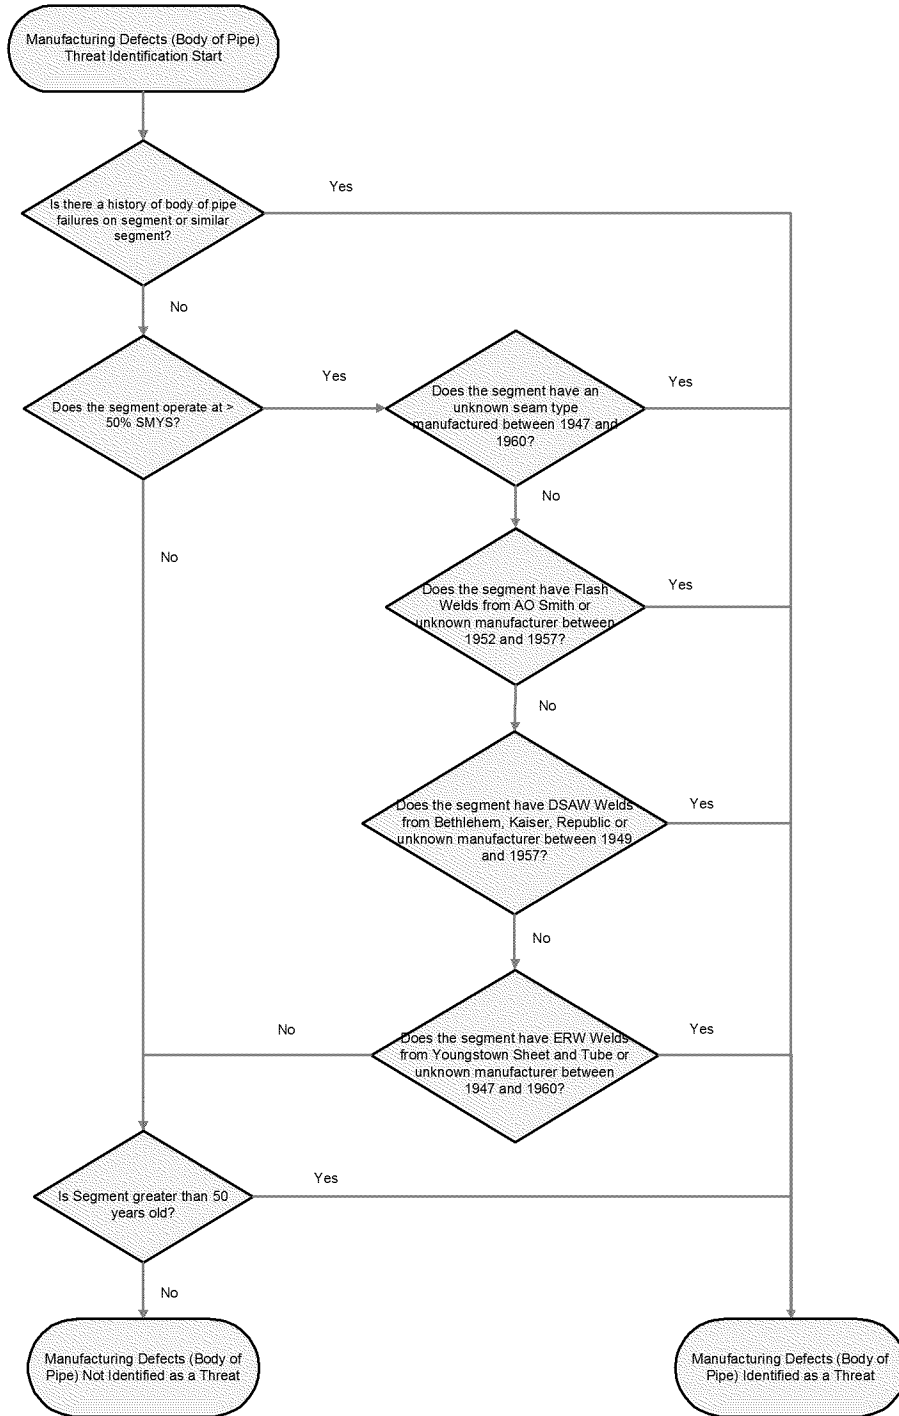 Manufacturing Defects (Body of Pipe)
Threat Identification Start
Yes
Is there a history of body of pipe
failures on segment or similar
segment?
No
Yes
Does the segment operate at >
50% SMYS?
Does the segment have an
unknown seam type
manufactured between 1947 and
1960?
Yes
No
No
Does the segment have Flash
Welds from AO Smith or
unknown manufacturer between
1952 and 1957?
Yes
No
Does the segment have DSAW Welds
from Bethlehem, Kaiser, Republic or
unknown manufacturer between 1949
and 1957?
Yes
No
No
Does the segment have ERW Welds
from Youngstown Sheet and Tube or
unknown manufacturer between
1947 and 1960?
Yes
Is Segment greater than 50
years old?
Yes
No
Manufacturing Defects (Body of
Pipe) Not Identified as a Threat
Manufacturing Defects (Body of
Pipe) Identified as a Threat